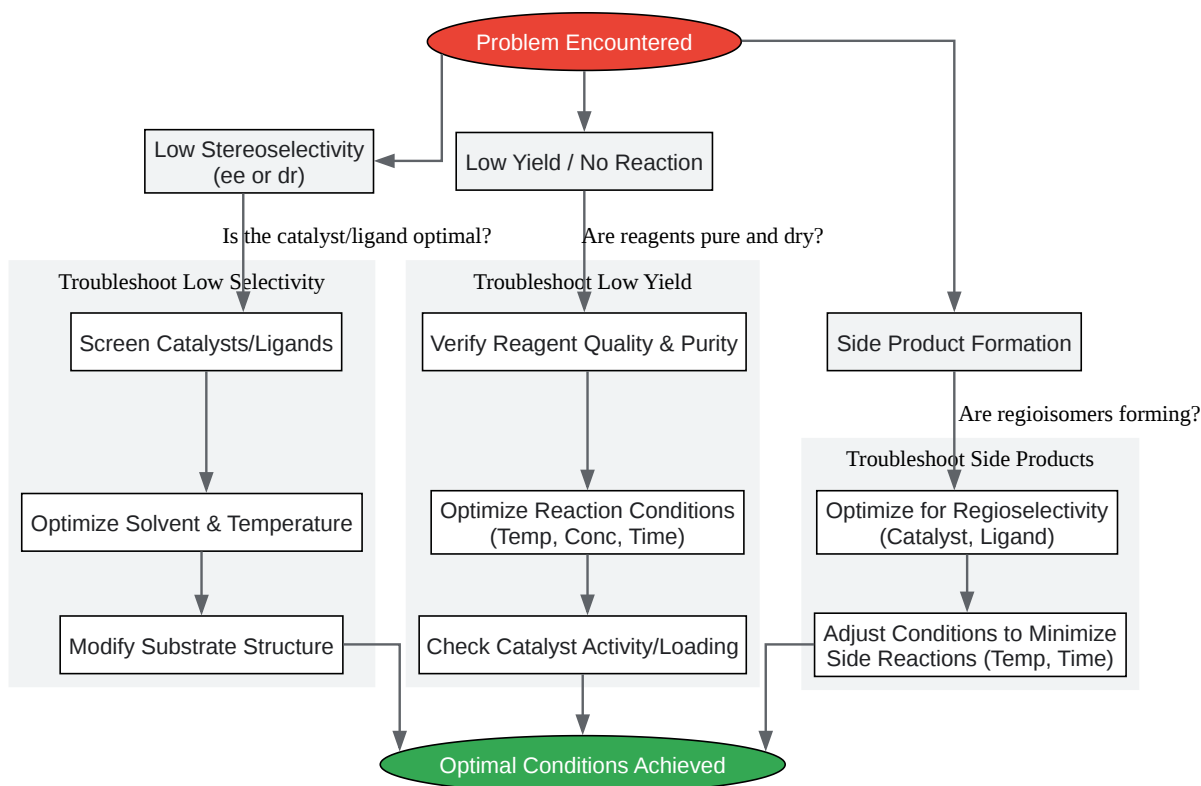 Problem Encountered
Low Stereoselectivity
(ee or dr)
Low Yield / No Reaction
Is the catalyst/ligand optimal?
Are reagents pure and dry?
Troubleshoot Low Selectivity
Troubleshoot Low Yield
Screen Catalysts/Ligands
Verify Reagent Quality & Purity
Side Product Formation
Are regioisomers forming?
Troubleshoot Side Products
Optimize Solvent & Temperature
Optimize Reaction Conditions
(Temp, Conc, Time)
Optimize for Regioselectivity
(Catalyst, Ligand)
Modify Substrate Structure
Check Catalyst Activity/Loading
Adjust Conditions to Minimize
Side Reactions (Temp, Time)
Optimal Conditions Achieved